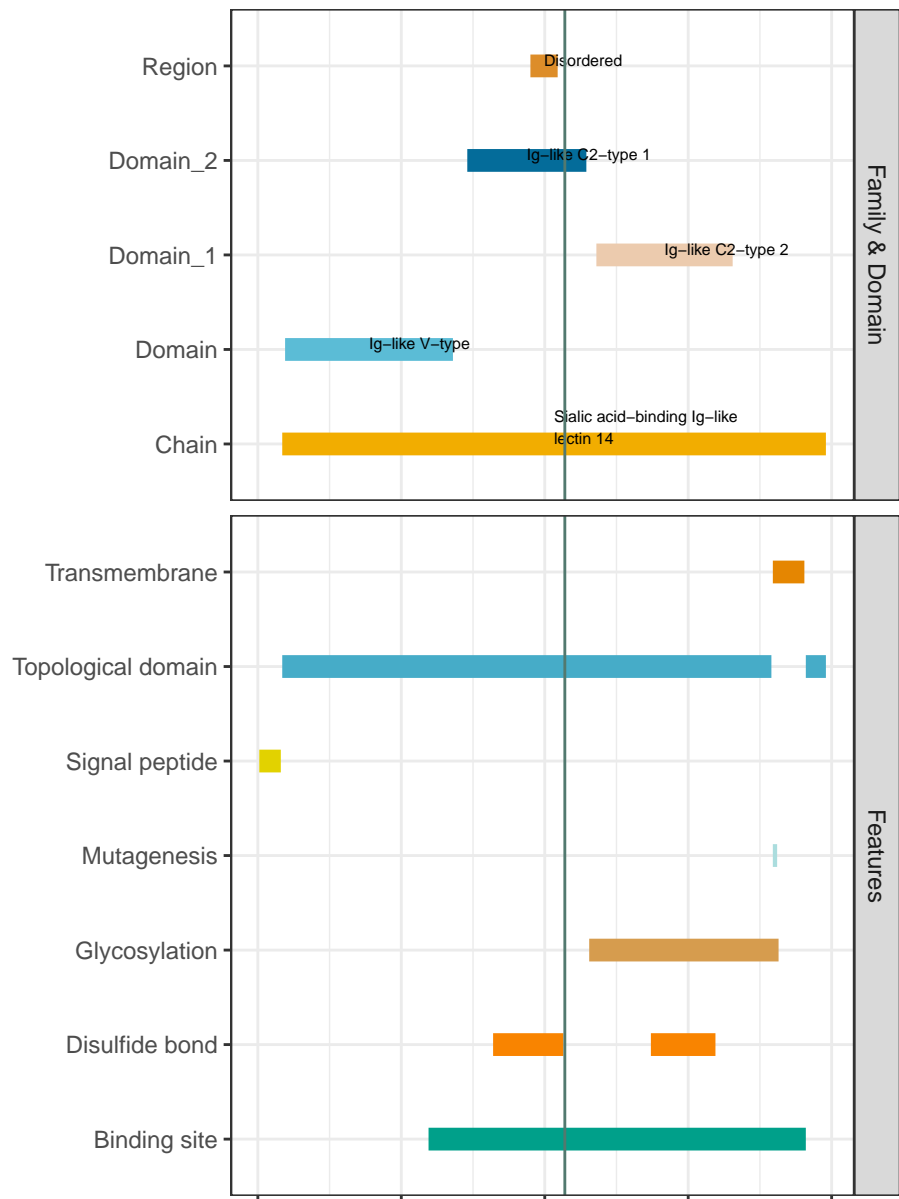 Region
Disordered
Domain_2
Ig−like C2−type 1
Domain_1
Ig−like C2−type 2
Domain
Ig−like V−type
Chain
Sialic acid−binding Ig−like
lectin 14
Family & Domain
Transmembrane
Topological domain
Signal peptide
Mutagenesis
Glycosylation
Disulfide bond
Binding site
Features